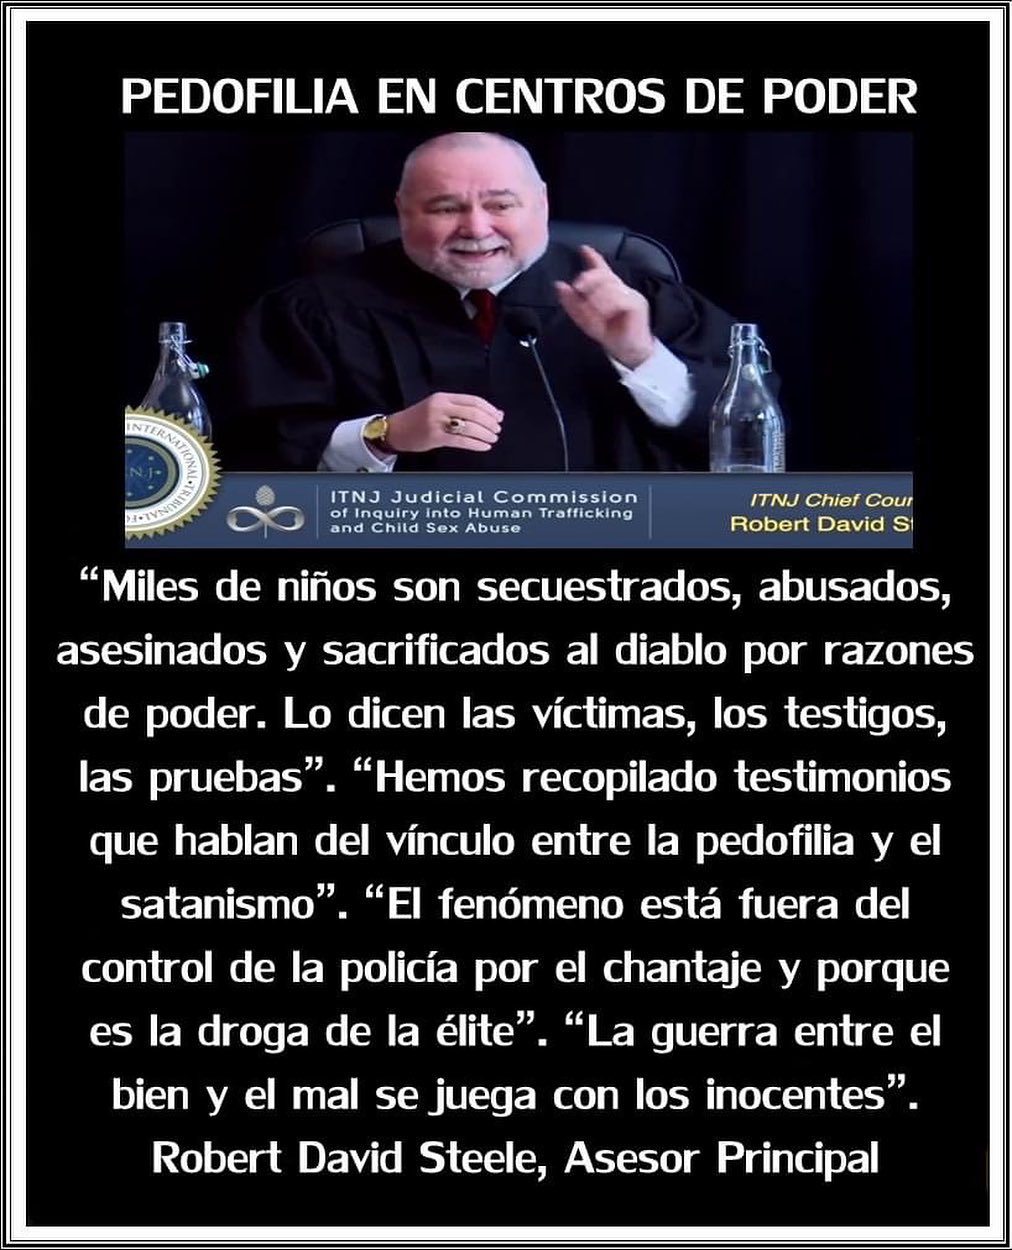 PEDOFILIA EN CENTROS DE PODER
INTERNATIONAL
TRIBUNAL
ITNJ Judicial Commission
of Inquiry into Human Trafficking
and Child Sex Abuse
ITNJ Chief Cour
Robert David St
“Miles de niños son secuestrados, abusados,
asesinados y sacrificados al diablo por razones
de poder. Lo dicen las víctimas, los testigos,
las pruebas”. “Hemos recopilado testimonios
que hablan del vínculo entre la pedofilia y el
satanismo”. “El fenómeno está fuera del
control de la policía por el chantaje y porque
es la droga de la élite”. “La guerra entre el
bien y el mal se juega con los inocentes”.
Robert David Steele, Asesor Principal